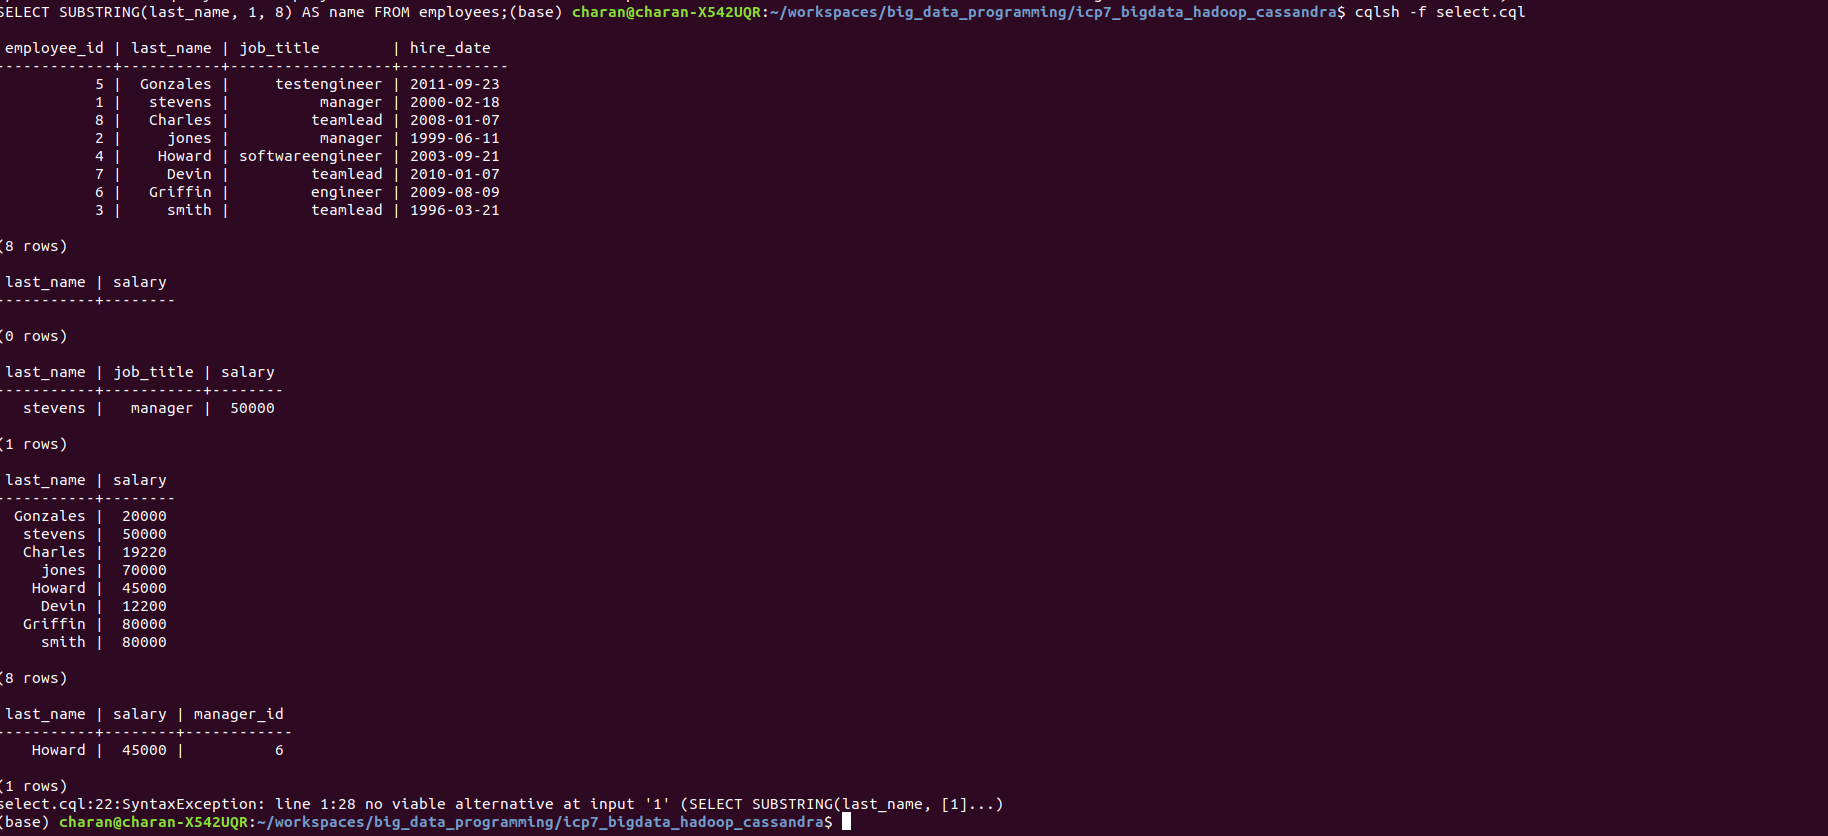 SELECT SUBSTRING(last_name, 1, 8) AS name FROM employees;(base) charan@charan-X542UQR:~/workspaces/big_data_programming/icp7_bigdata_hadoop_cassandra$ cqlsh -f select.cql
employee_id | last_name | job_title        | hire_date
------------+-----------+------------------+------------
          5 |  Gonzales |     testengineer | 2011-09-23
          1 |   stevens |          manager | 2000-02-18
          8 |   Charles |         teamlead | 2008-01-07
          2 |     jones |          manager | 1999-06-11
          4 |    Howard | softwareengineer | 2003-09-21
          7 |     Devin |         teamlead | 2010-01-07
          6 |   Griffin |         engineer | 2009-08-09
          3 |     smith |         teamlead | 1996-03-21
(8 rows)
last_name | salary
-----------+--------
(0 rows)
last_name | job_title | salary
-----------+-----------+--------
  stevens |   manager |  50000
(1 rows)
last_name | salary
-----------+--------
 Gonzales |  20000
  stevens |  50000
  Charles |  19220
    jones |  70000
   Howard |  45000
    Devin |  12200
  Griffin |  80000
    smith |  80000
(8 rows)
last_name | salary | manager_id
-----------+--------+------------
   Howard |  45000 |          6
(1 rows)
select.cql:22:SyntaxException: line 1:28 no viable alternative at input '1' (SELECT SUBSTRING(last_name, [1]...)
(base) charan@charan-X542UQR:~/workspaces/big_data_programming/icp7_bigdata_hadoop_cassandra$